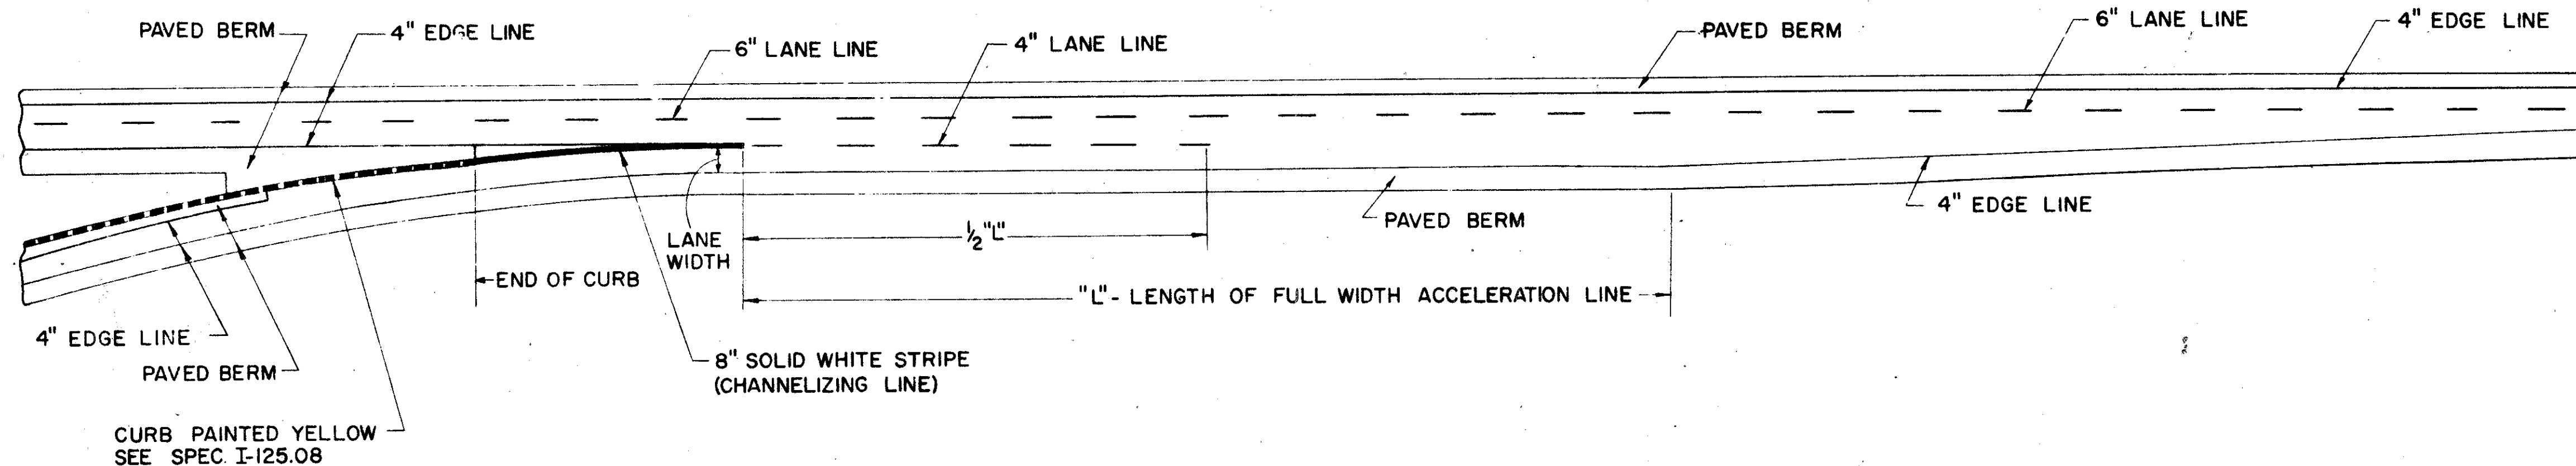 PAVED BERM
4" EDGE LINE
6" LANE LINE
4" LANE LINE
PAVED BERM
6" LANE LINE
4" EDGE LINE
LANE
WIDTH
½ "L"
PAVED BERM
4" EDGE LINE
END OF CURB
"L" - LENGTH OF FULL WIDTH ACCELERATION LINE
4" EDGE LINE
PAVED BERM
8" SOLID WHITE STRIPE
(CHANNELIZING LINE)
CURB PAINTED YELLOW
SEE SPEC. I-125.08